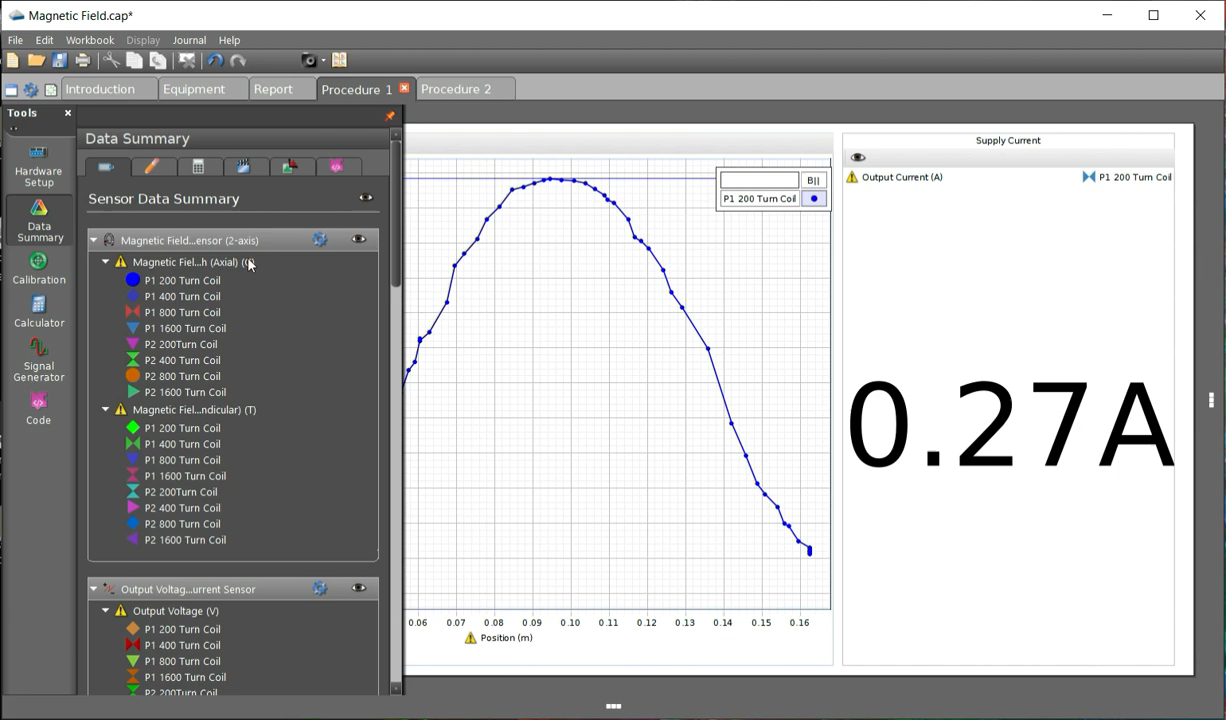 Magnetic Field.cap*
File Edit Workbook Display Journal Help
Introduction Equipment Report Procedure 1 Procedure 2
Tools
Hardware
Setup
Data
Summary
Calibration
Calculator
Signal
Generator
Code
Data Summary
Sensor Data Summary
Magnetic Field...ensor (2-axis)
Magnetic Fiel...h (Axial)
P1 200 Turn Coil
P1 400 Turn Coil
P1 800 Turn Coil
P1 1600 Turn Coil
P2 200Turn Coil
P2 400 Turn Coil
P2 800 Turn Coil
P2 1600 Turn Coil
Magnetic Fiel...ndicular) (T)
P1 200 Turn Coil
P1 400 Turn Coil
P1 800 Turn Coil
P1 1600 Turn Coil
P2 200Turn Coil
P2 400 Turn Coil
P2 800 Turn Coil
P2 1600 Turn Coil
Output Voltag...urrent Sensor
Output Voltage (V)
P1 200 Turn Coil
P1 400 Turn Coil
P1 800 Turn Coil
P1 1600 Turn Coil
P2 200Turn Coil
B||
P1 200 Turn Coil
0.06 0.07 0.08 0.09 0.10 0.11 0.12 0.13 0.14 0.15 0.16
Position (m)
Supply Current
Output Current (A) P1 200 Turn Coil
0.27A